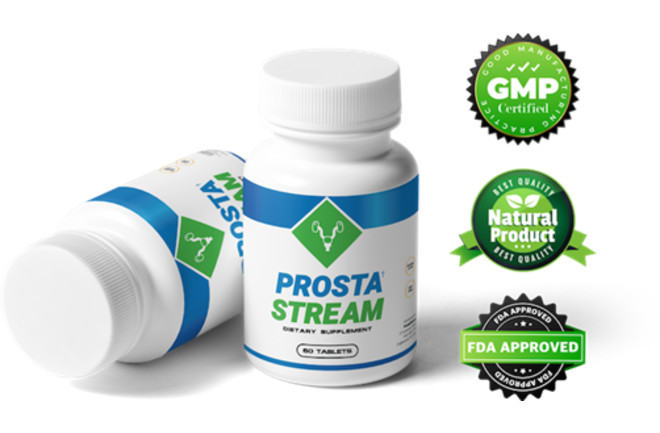 PROSTA
AM
PROSTA
STREAM
DIETARY SUPPLEMENT
60 TABLETS
GOOD MANUFACTURING PRACTICE
GMP
Certified
BEST QUALITY
Natural
Product
BEST QUALITY
FDA APPROVED
FDA APPROVED
FDA APPROVED